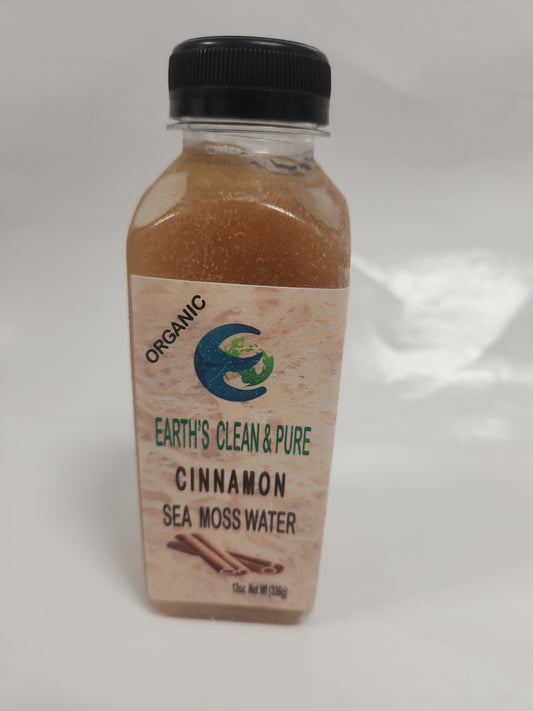 ORGANIC
EARTH'S CLEAN & PURE
CINNAMON
SEA MOSS WATER
12oz. Net Wt (336g)